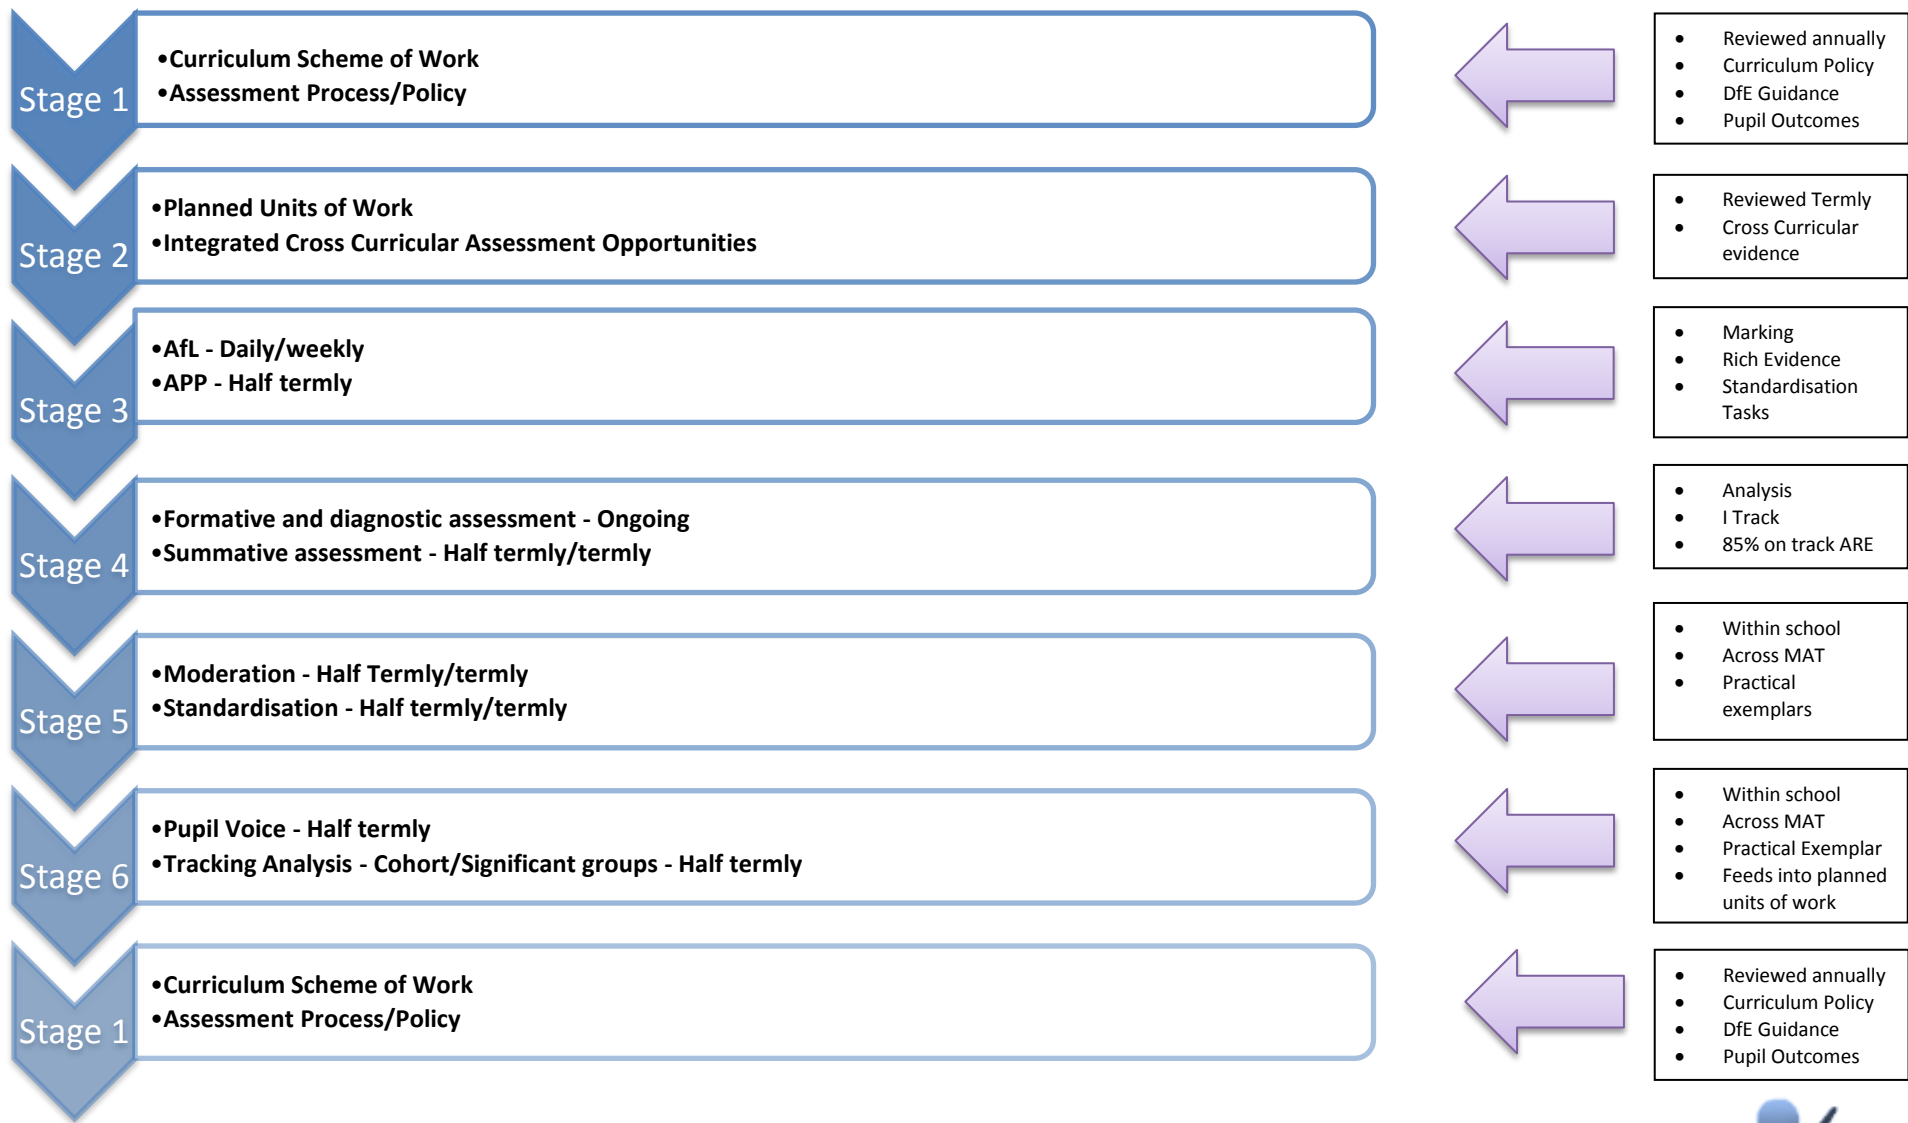 Stage 1
•Curriculum Scheme of Work
•Assessment Process/Policy
• Reviewed annually
• Curriculum Policy
• DfE Guidance
• Pupil Outcomes
Stage 2
•Planned Units of Work
•Integrated Cross Curricular Assessment Opportunities
• Reviewed Termly
• Cross Curricular
evidence
Stage 3
•AfL - Daily/weekly
•APP - Half termly
• Marking
• Rich Evidence
• Standardisation
Tasks
Stage 4
•Formative and diagnostic assessment - Ongoing
•Summative assessment - Half termly/termly
• Analysis
• I Track
• 85% on track ARE
Stage 5
•Moderation - Half Termly/termly
•Standardisation - Half termly/termly
• Within school
• Across MAT
• Practical
exemplars
Stage 6
•Pupil Voice - Half termly
•Tracking Analysis - Cohort/Significant groups - Half termly
• Within school
• Across MAT
• Practical Exemplar
• Feeds into planned
units of work
Stage 1
•Curriculum Scheme of Work
•Assessment Process/Policy
• Reviewed annually
• Curriculum Policy
• DfE Guidance
• Pupil Outcomes